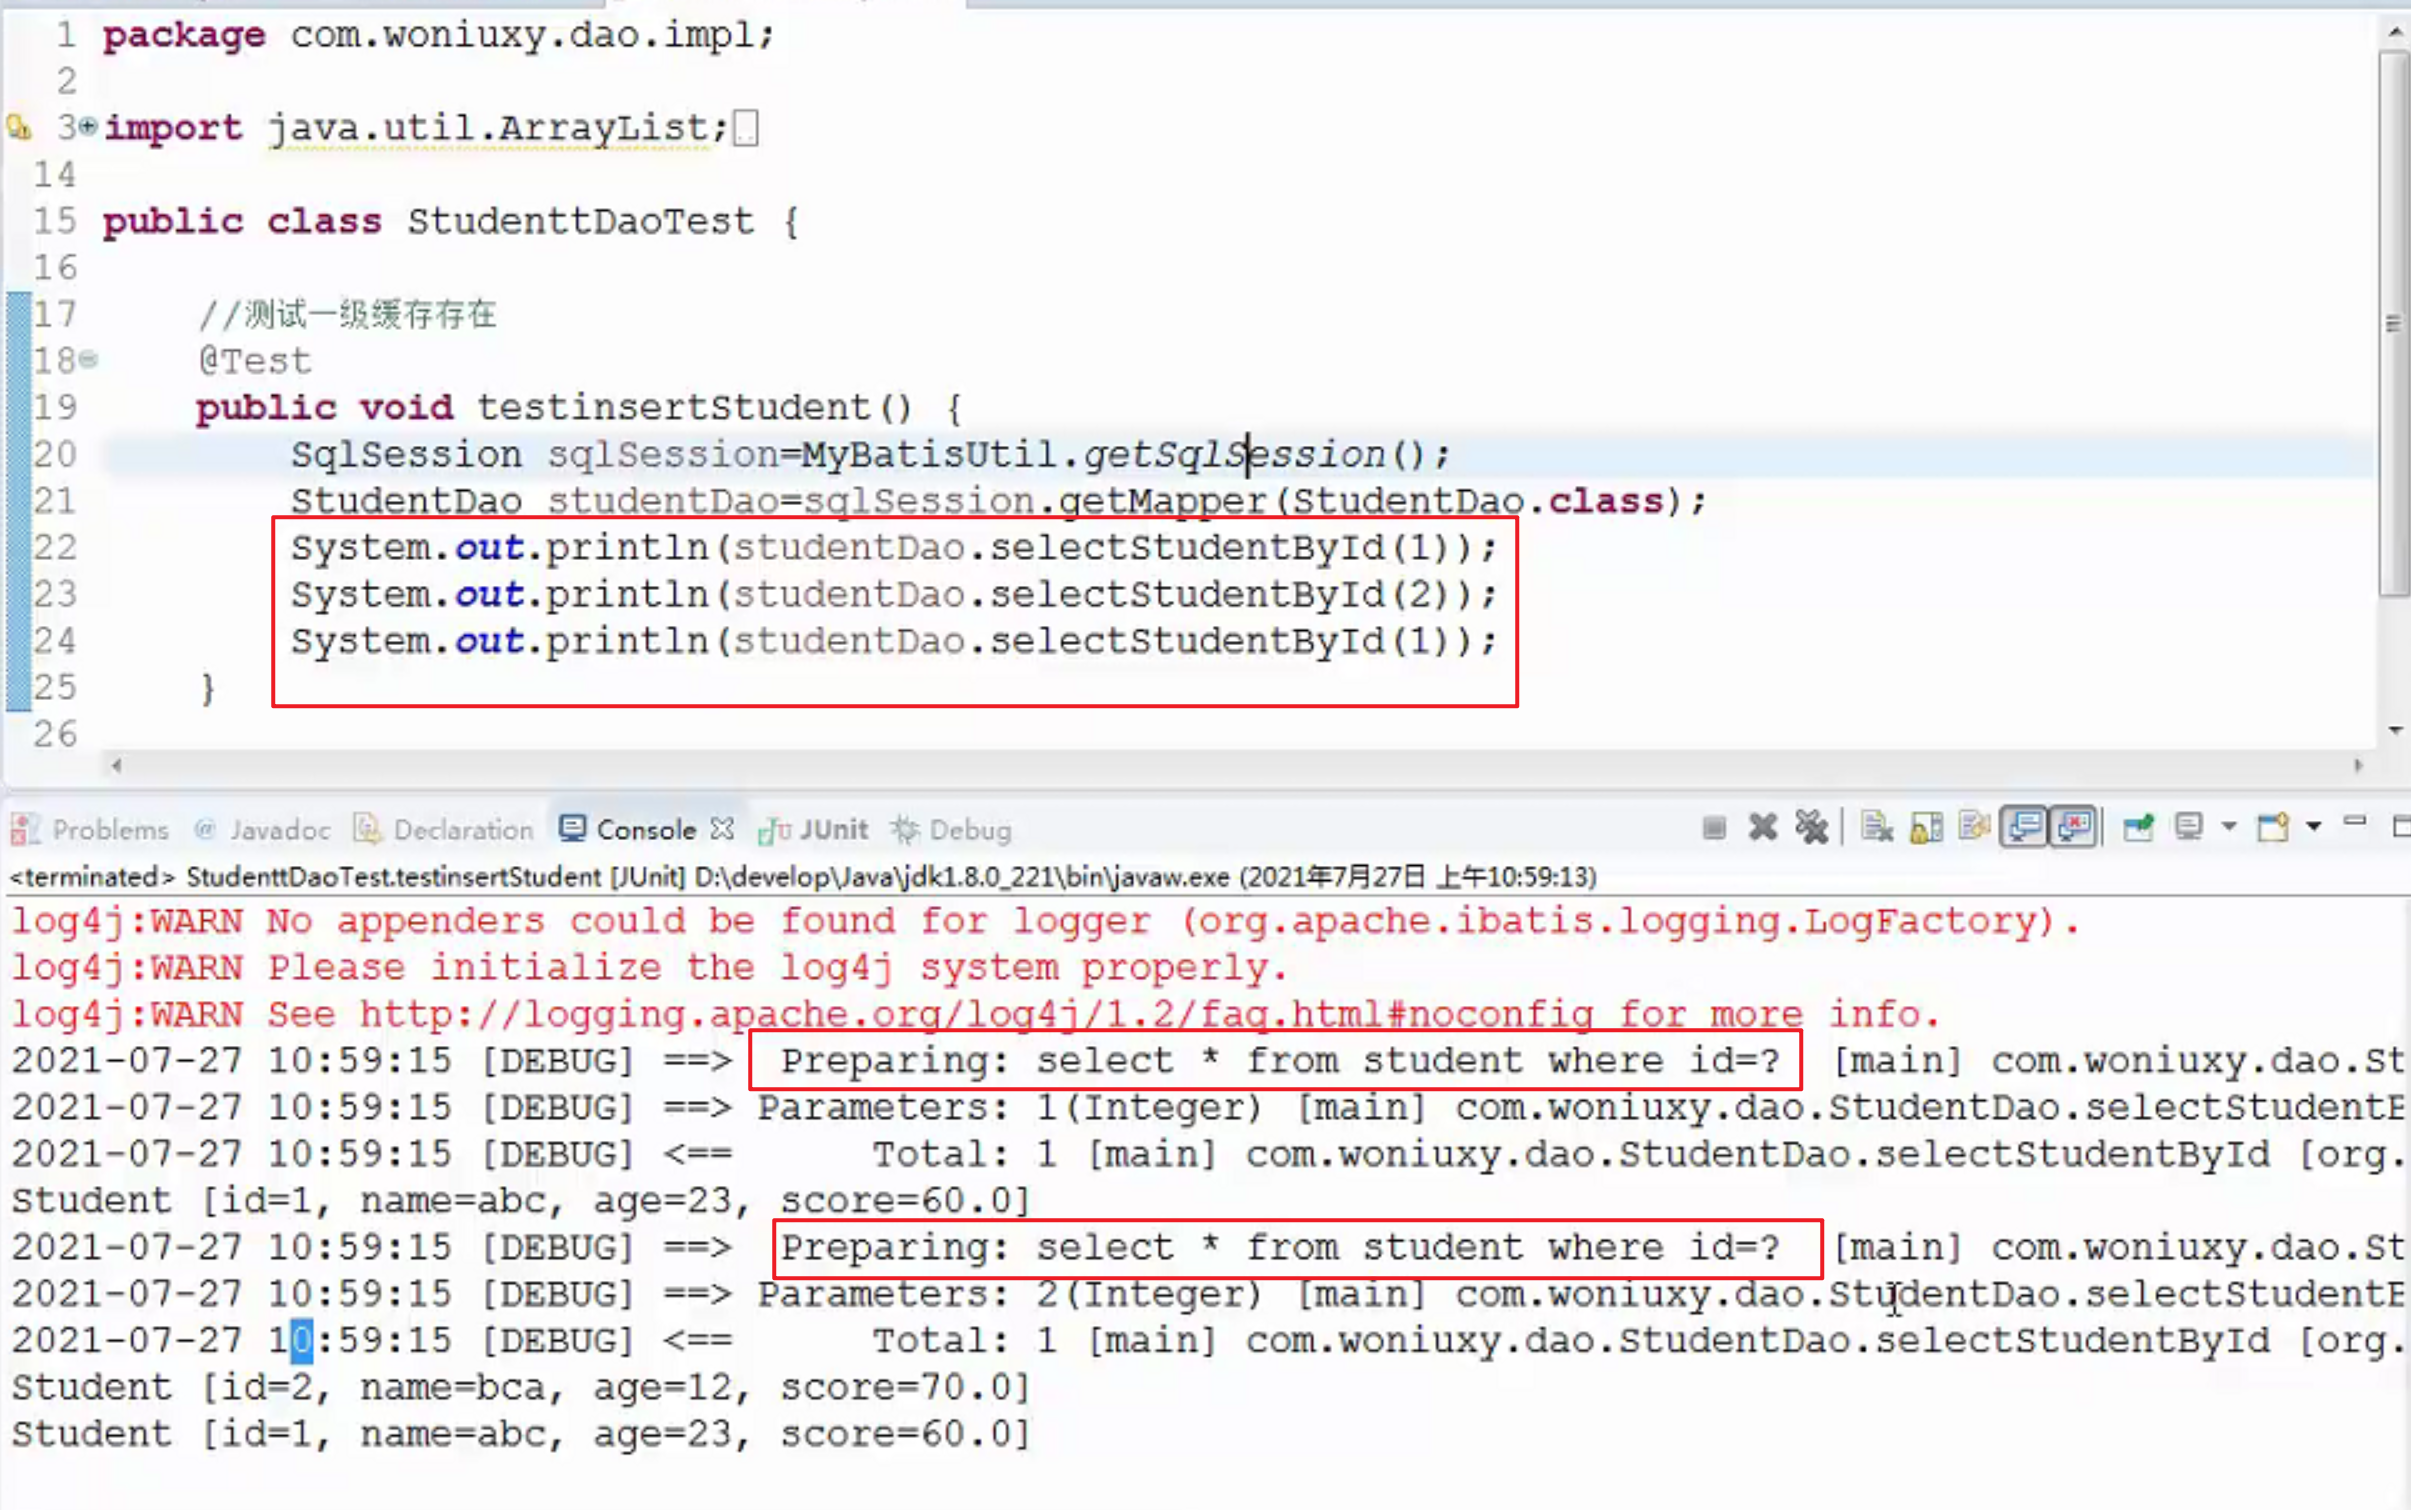 1 package com.woniuxy.dao.impl;
2
3 import java.util.ArrayList;
14
15 public class StudenttDaoTest {
16
17 //测试一级缓存存在
18 @Test
19 public void testinsertStudent() {
20 SqlSession sqlSession=MyBatisUtil.getSqlSession();
21 StudentDao studentDao=sqlSession.getMapper(StudentDao.class);
22 System.out.println(studentDao.selectStudentById(1));
23 System.out.println(studentDao.selectStudentById(2));
24 System.out.println(studentDao.selectStudentById(1));
25 }
26
Problems @ Javadoc Declaration Console JUnit Debug
<terminated> StudenttDaoTest.testinsertStudent [JUnit] D:\develop\Java\jdk1.8.0_221\bin\javaw.exe (2021年7月27日 上午10:59:13)
log4j:WARN No appenders could be found for logger (org.apache.ibatis.logging.LogFactory).
log4j:WARN Please initialize the log4j system properly.
log4j:WARN See http://logging.apache.org/log4j/1.2/faq.html#noconfig for more info.
2021-07-27 10:59:15 [DEBUG] ==> Preparing: select * from student where id=? [main] com.woniuxy.dao.St
2021-07-27 10:59:15 [DEBUG] ==> Parameters: 1(Integer) [main] com.woniuxy.dao.StudentDao.selectStudent
2021-07-27 10:59:15 [DEBUG] <== Total: 1 [main] com.woniuxy.dao.StudentDao.selectStudentById [org.
Student [id=1, name=abc, age=23, score=60.0]
2021-07-27 10:59:15 [DEBUG] ==> Preparing: select * from student where id=? [main] com.woniuxy.dao.St
2021-07-27 10:59:15 [DEBUG] ==> Parameters: 2(Integer) [main] com.woniuxy.dao.StudentDao.selectStudent
2021-07-27 10:59:15 [DEBUG] <== Total: 1 [main] com.woniuxy.dao.StudentDao.selectStudentById [org.
Student [id=2, name=bca, age=12, score=70.0]
Student [id=1, name=abc, age=23, score=60.0]